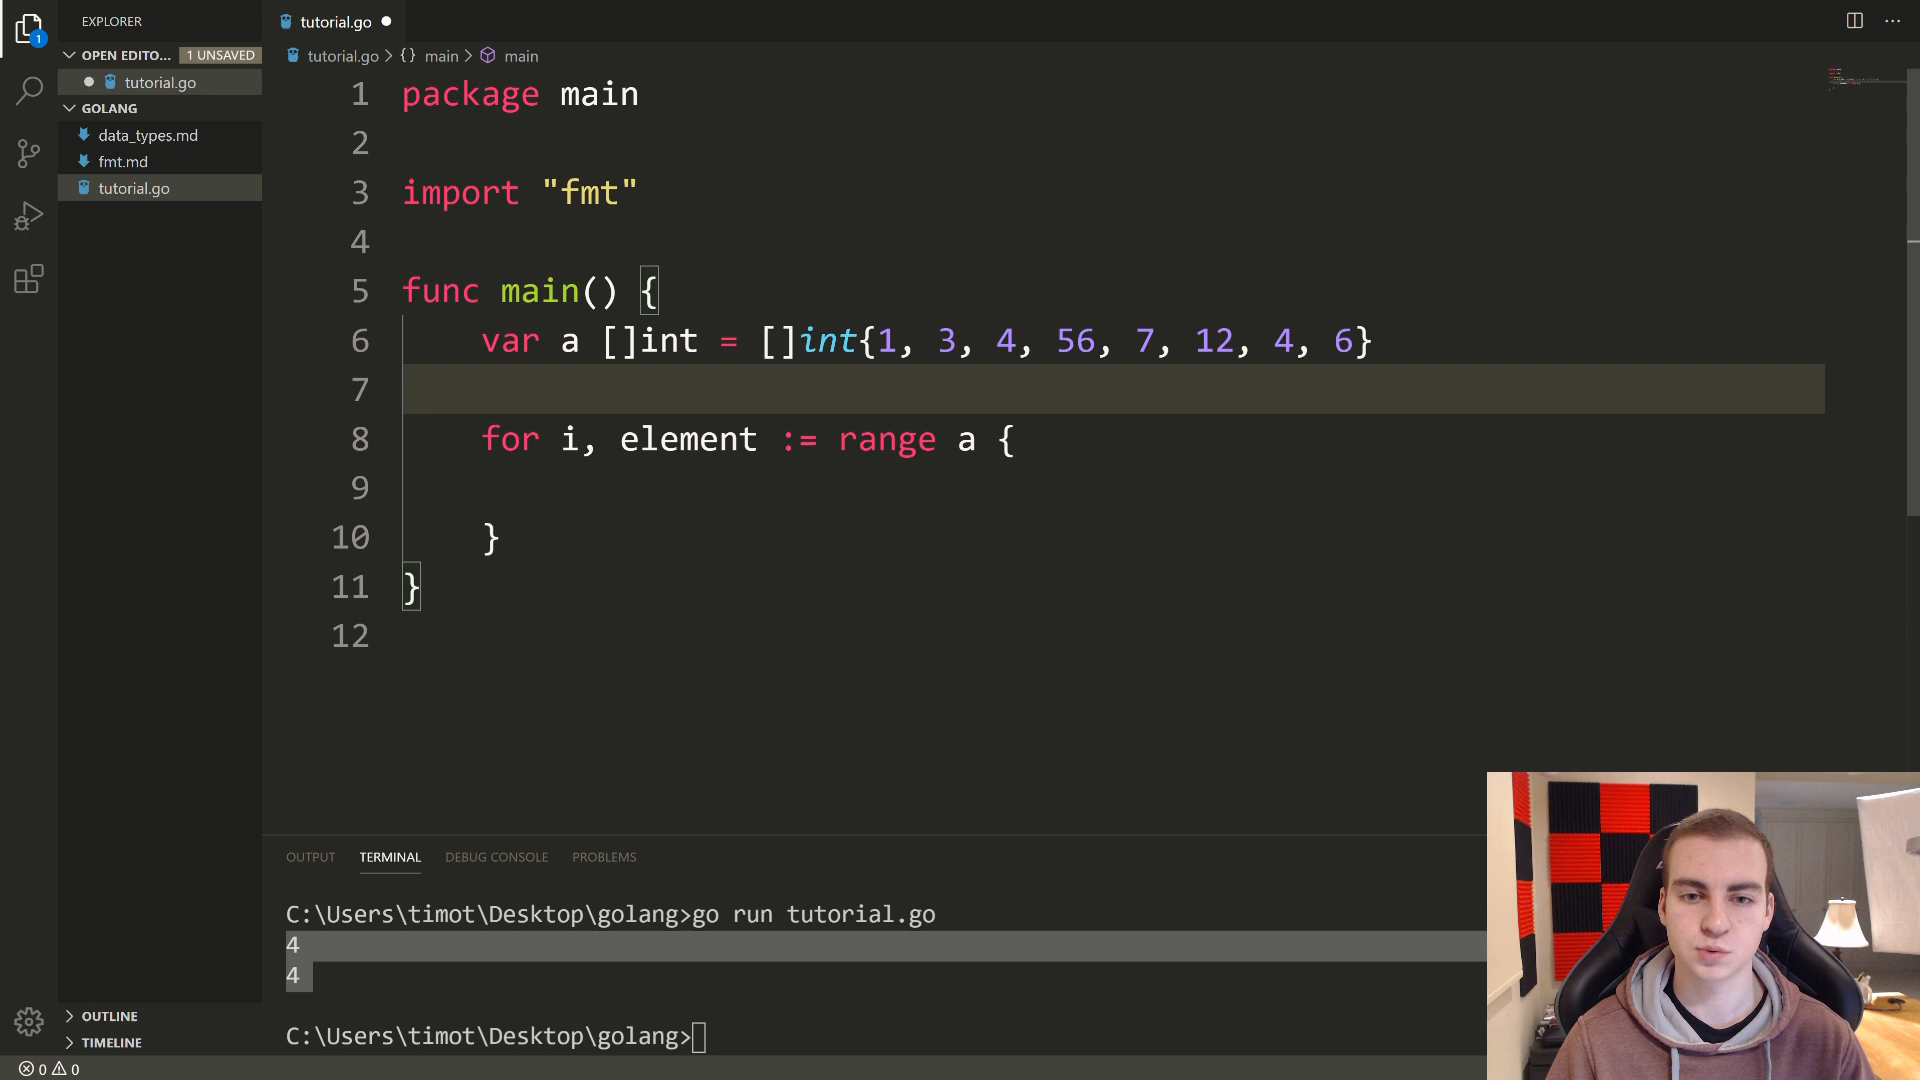 EXPLORER
OPEN EDITO... 1 UNSAVED
tutorial.go
GOLANG
data_types.md
fmt.md
tutorial.go
OUTLINE
TIMELINE
0 0
1
tutorial.go
tutorial.go > {} main > main
1 package main
2
3 import "fmt"
4
5 func main() {
6 var a []int = []int{1, 3, 4, 56, 7, 12, 4, 6}
7
8 for i, element := range a {
9
10 }
11 }
12
OUTPUT TERMINAL DEBUG CONSOLE PROBLEMS
C:\Users\timot\Desktop\golang>go run tutorial.go
4
4
C:\Users\timot\Desktop\golang>